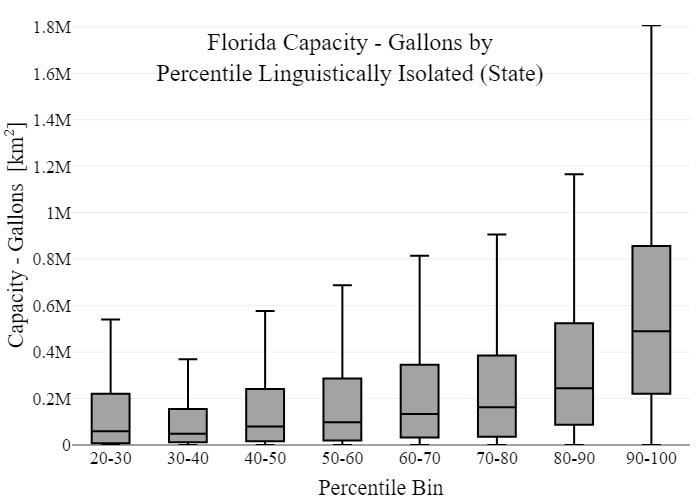 Florida Capacity - Gallons by
Percentile Linguistically Isolated (State)
Capacity - Gallons [km²]
1.8M
1.6M
1.4M
1.2M
1M
0.8M
0.6M
0.4M
0.2M
0
20-30 30-40 40-50 50-60 60-70 70-80 80-90 90-100
Percentile Bin